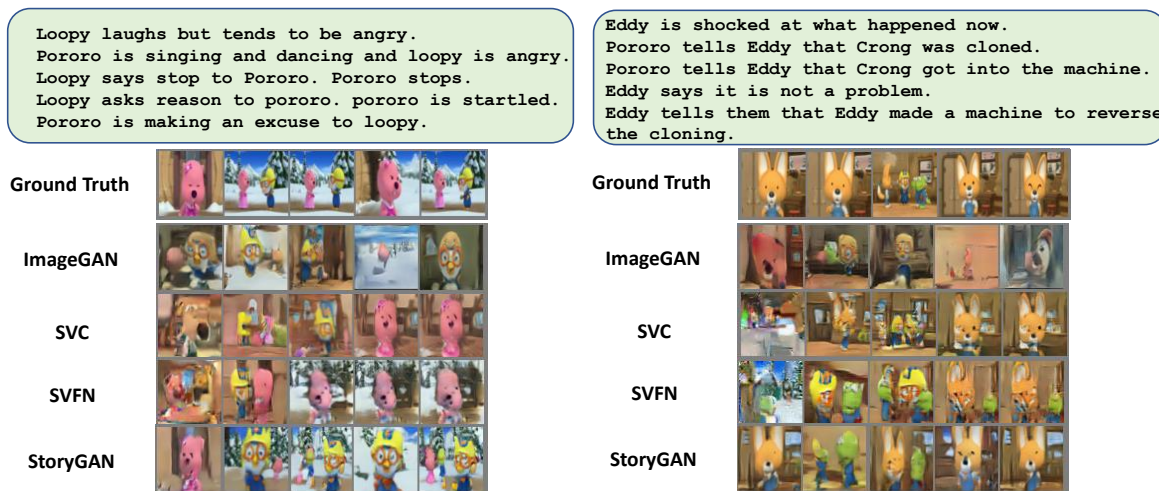 Loopy laughs but tends to be angry.
Pororo is singing and dancing and loopy is angry.
Loopy says stop to Pororo. Pororo stops.
Loopy asks reason to pororo. pororo is startled.
Pororo is making an excuse to loopy.
Ground Truth
ImageGAN
SVC
SVFN
StoryGAN
Eddy is shocked at what happened now.
Pororo tells Eddy that Crong was cloned.
Pororo tells Eddy that Crong got into the machine.
Eddy says it is not a problem.
Eddy tells them that Eddy made a machine to reverse
the cloning.
Ground Truth
ImageGAN
SVC
SVFN
StoryGAN